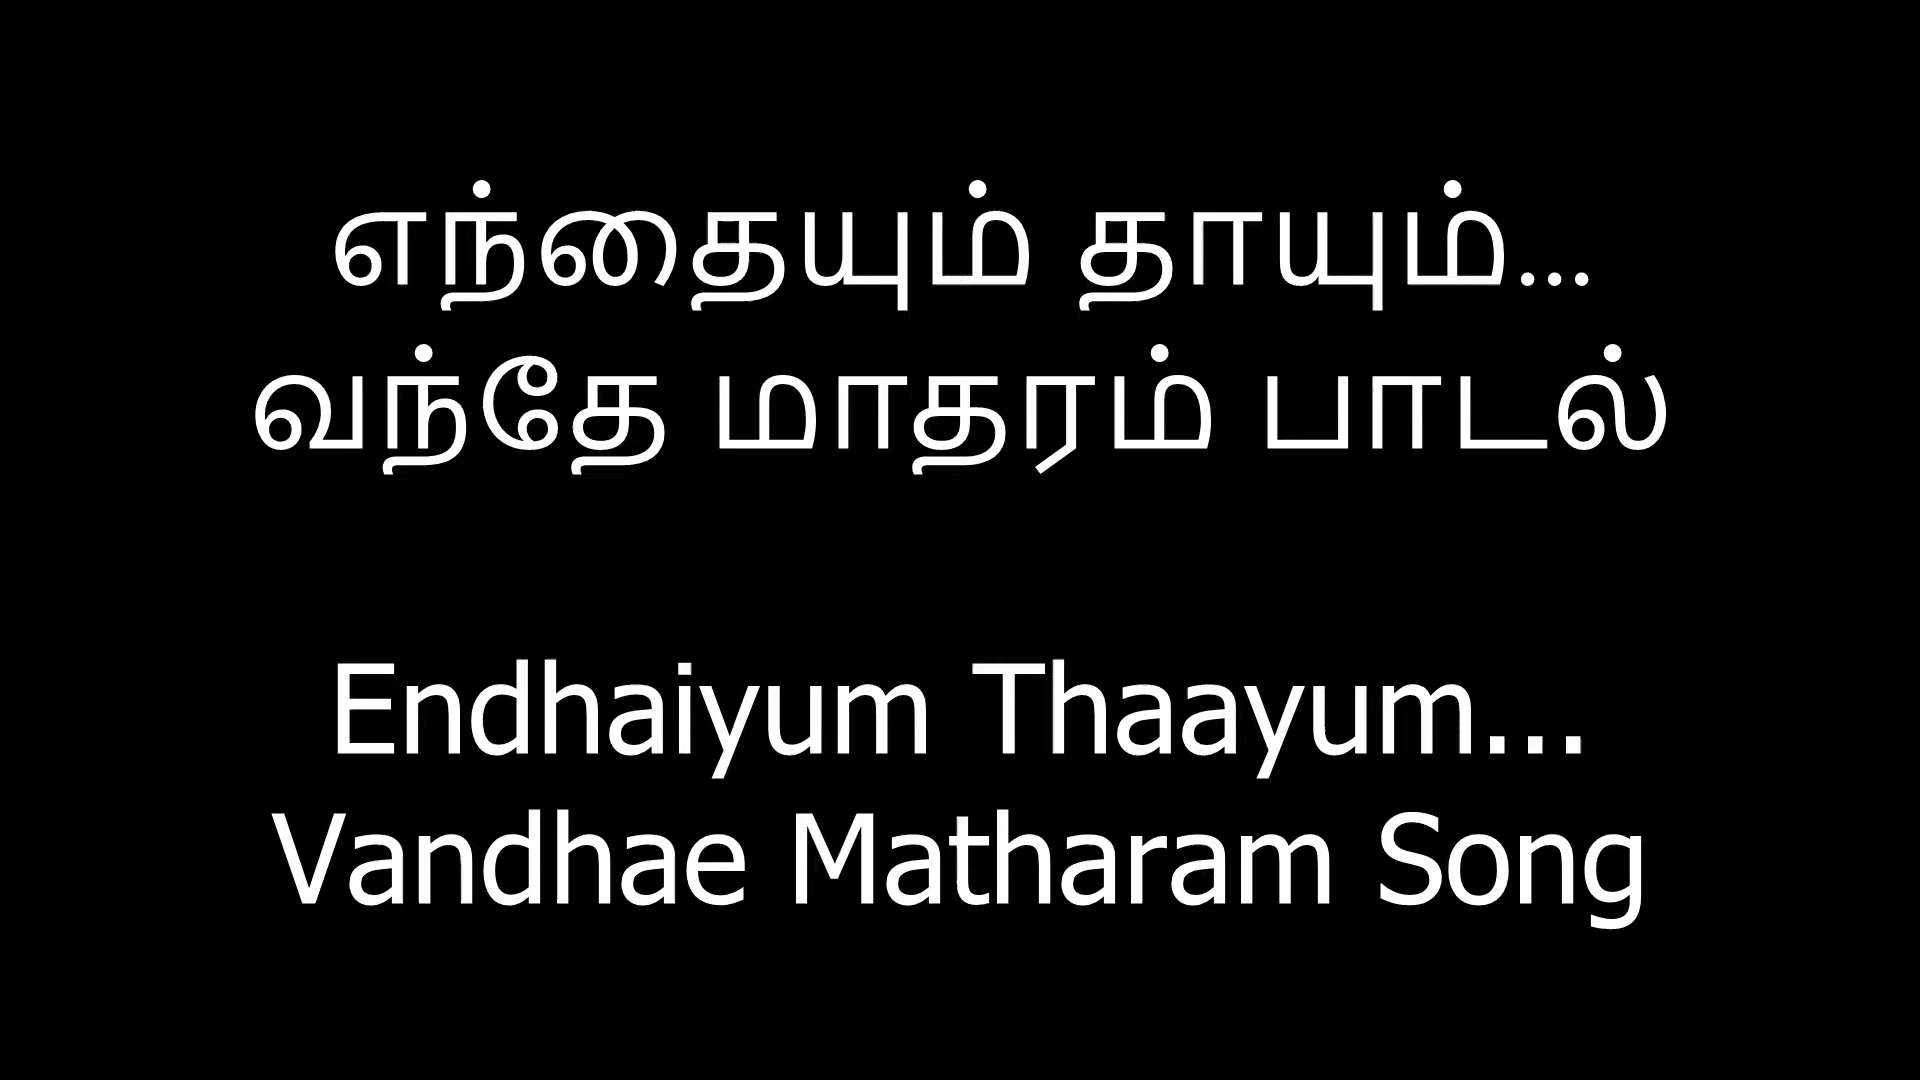 எந்தையும் தாயும்...
வந்தே மாதரம் பாடல்
Endhaiyum Thaayum...
Vandhae Matharam Song